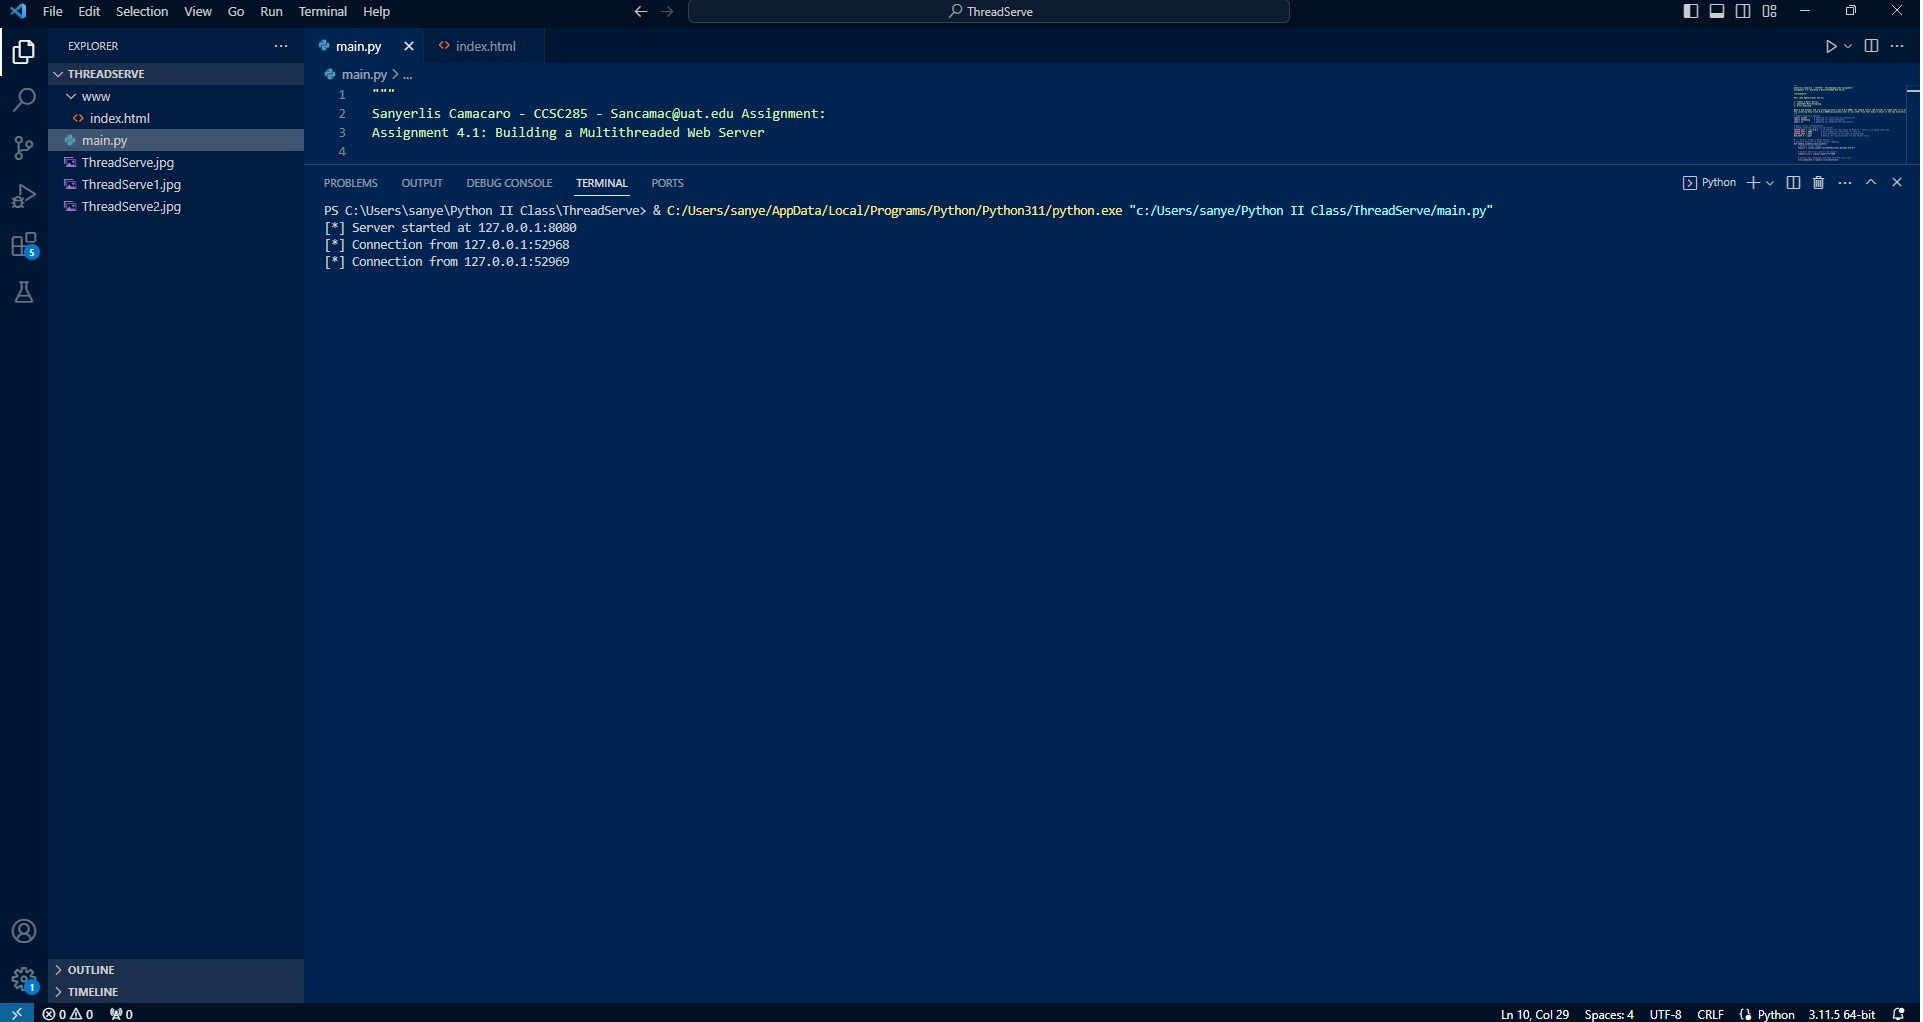 File Edit Selection View Go Run Terminal Help
ThreadServe
EXPLORER
THREADSERVE
www
index.html
main.py
ThreadServe.jpg
ThreadServe1.jpg
ThreadServe2.jpg
OUTLINE
TIMELINE
main.py index.html
main.py > ...
1 """
2 Sanyerlis Camacaro - CCSC285 - Sancamac@uat.edu Assignment:
3 Assignment 4.1: Building a Multithreaded Web Server
4
PROBLEMS OUTPUT DEBUG CONSOLE TERMINAL PORTS
Python
PS C:\Users\sanye\Python II Class\ThreadServe> & C:/Users/sanye/AppData/Local/Programs/Python/Python311/python.exe "c:/Users/sanye/Python II Class/ThreadServe/main.py"
[*] Server started at 127.0.0.1:8080
[*] Connection from 127.0.0.1:52968
[*] Connection from 127.0.0.1:52969
5
1
0 0 0
Ln 10, Col 29 Spaces: 4 UTF-8 CRLF Python 3.11.5 64-bit